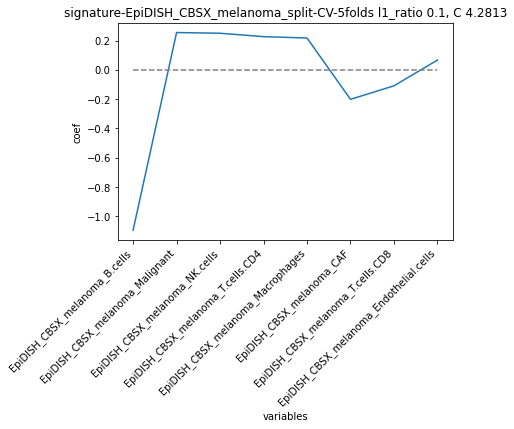 signature-EpiDISH_CBSX_melanoma_split-CV-5folds l1_ratio 0.1, C 4.2813
0.2
0.0
−0.2
−0.4
−0.6
−0.8
−1.0
coef
EpiDISH_CBSX_melanoma_B.cells
EpiDISH_CBSX_melanoma_Malignant
EpiDISH_CBSX_melanoma_NK.cells
EpiDISH_CBSX_melanoma_T.cells.CD4
EpiDISH_CBSX_melanoma_Macrophages
EpiDISH_CBSX_melanoma_CAF
EpiDISH_CBSX_melanoma_T.cells.CD8
EpiDISH_CBSX_melanoma_Endothelial.cells
variables